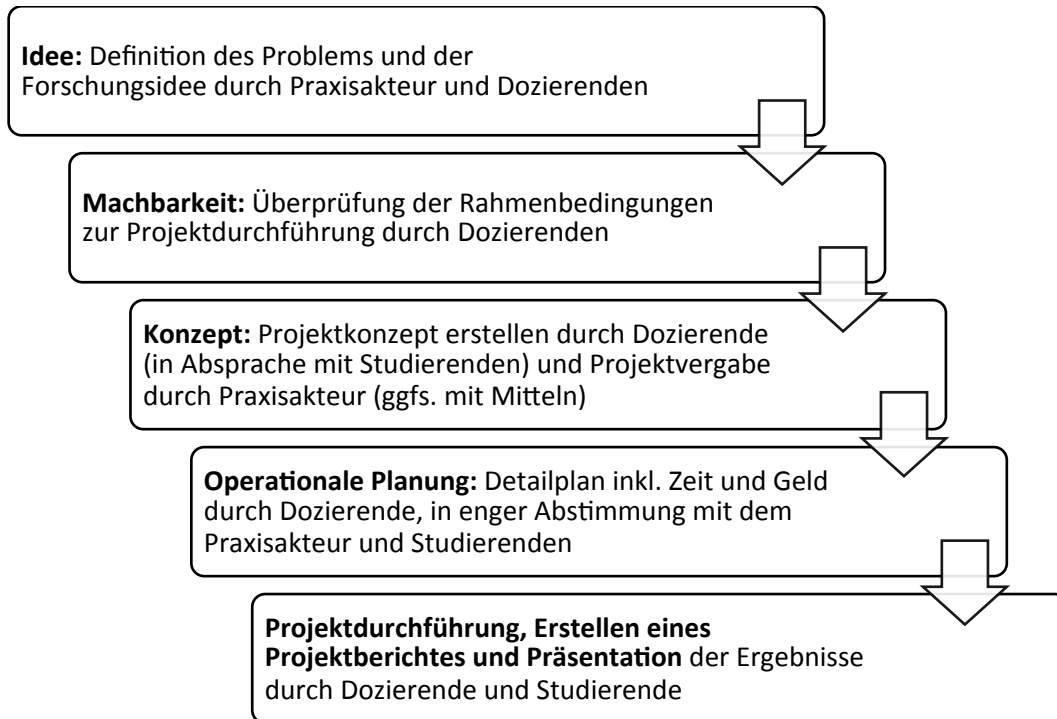 Idee: Definition des Problems und der
Forschungsidee durch Praxisakteur und Dozierenden
Machbarkeit: Überprüfung der Rahmenbedingungen
zur Projektdurchführung durch Dozierenden
Konzept: Projektkonzept erstellen durch Dozierende
(in Absprache mit Studierenden) und Projektvergabe
durch Praxisakteur (ggfs. mit Mitteln)
Operationale Planung: Detailplan inkl. Zeit und Geld
durch Dozierende, in enger Abstimmung mit dem
Praxisakteur und Studierenden
Projektdurchführung, Erstellen eines
Projektberichtes und Präsentation der Ergebnisse
durch Dozierende und Studierende